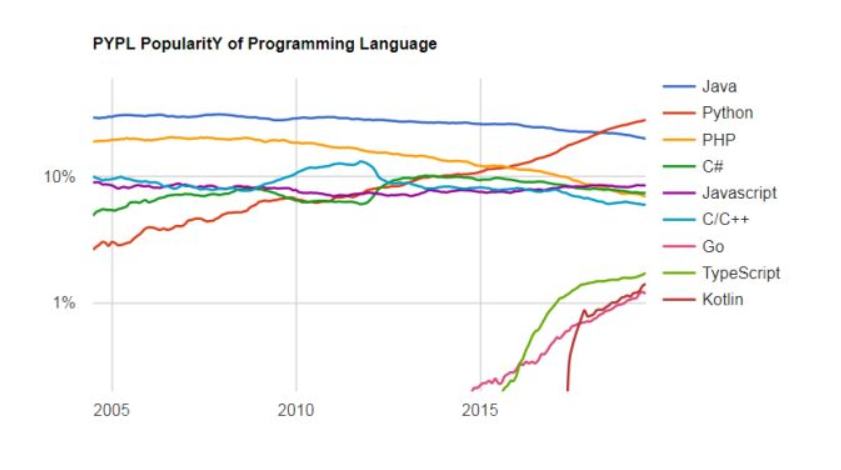 PYPL PopularitY of Programming Language
Java
Python
PHP
10%
C#
Javascript
C/C++
Go
TypeScript
1%
Kotlin
2005
2010
2015